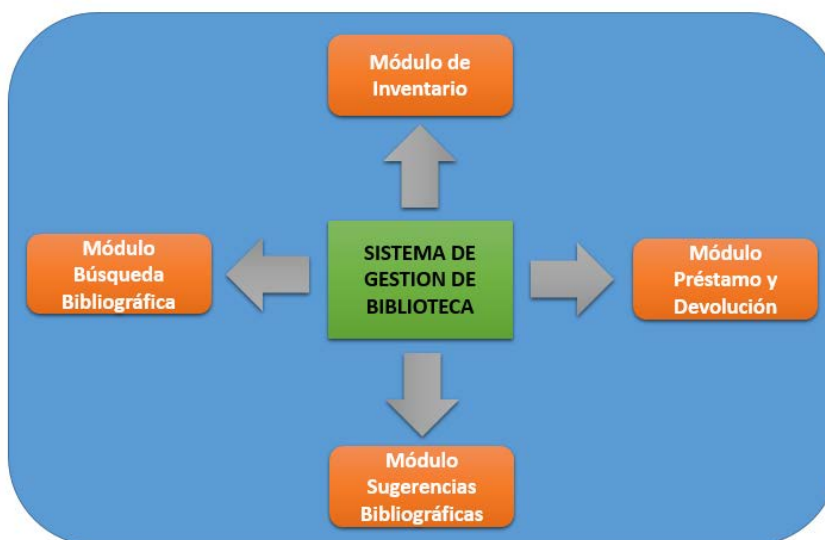 Módulo de
Inventario
Módulo
Búsqueda
Bibliográfica
SISTEMA DE
GESTION DE
BIBLIOTECA
Módulo
Préstamo y
Devolución
Módulo
Sugerencias
Bibliográficas